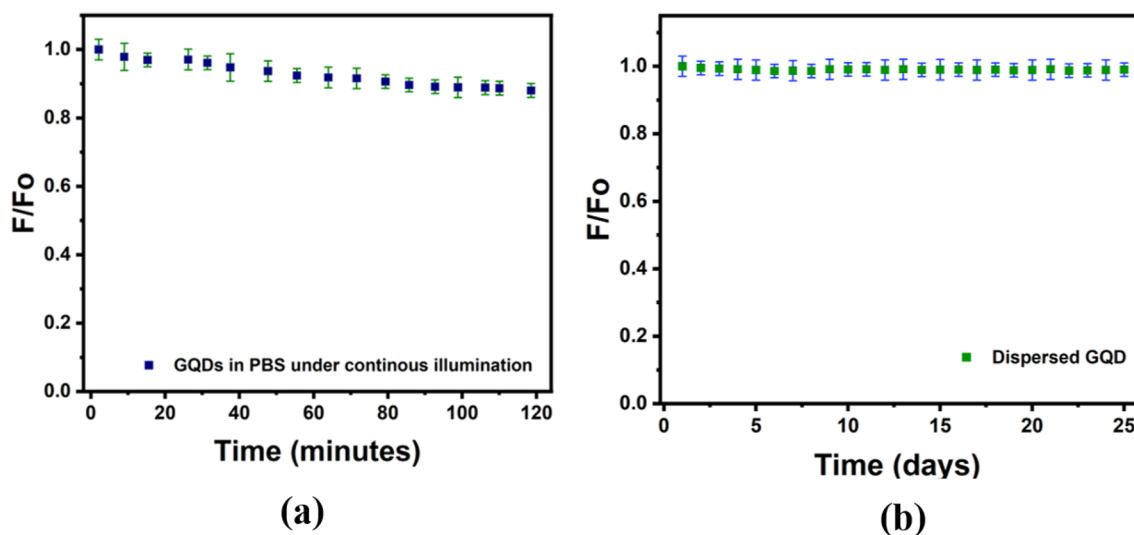 F/Fo
1.0
0.8
0.6
0.4
0.2
0.0
GQDs in PBS under continous illumination
0 20 40 60 80 100 120
Time (minutes)
(a)
F/Fo
1.0
0.8
0.6
0.4
0.2
0.0
Dispersed GQD
0 5 10 15 20 25
Time (days)
(b)